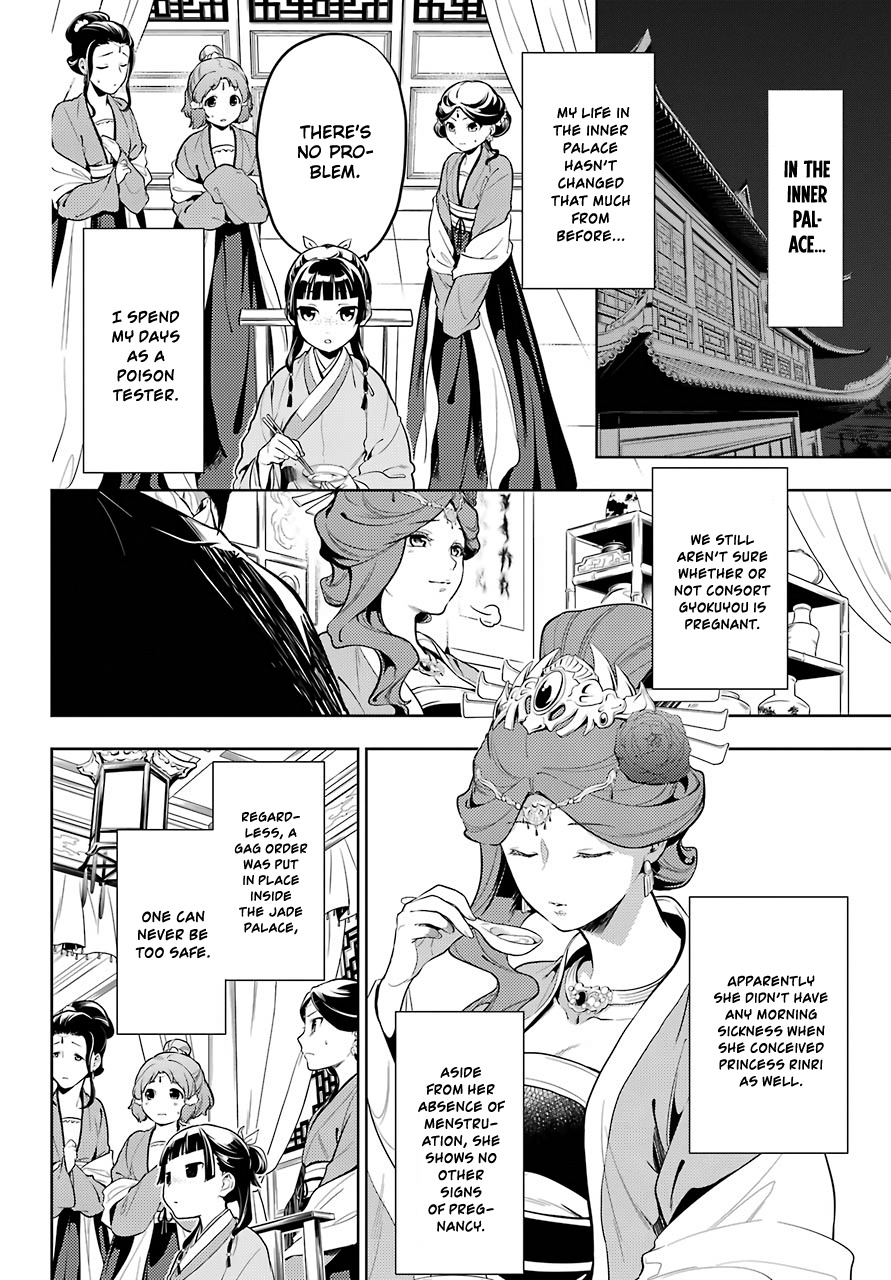 IN THE
INNER
PAL-
ACE...
MY LIFE IN
THE INNER
PALACE
HASN'T
CHANGED
THAT MUCH
FROM
BEFORE...
THERE'S
NO PRO-
BLEM.
I SPEND
MY DAYS
AS A
POISON
TESTER.
WE STILL
AREN'T SURE
WHETHER OR
NOT CONSORT
GYOKUYOU IS
PREGNANT.
APPARENTLY
SHE DIDN'T HAVE
ANY MORNING
SICKNESS WHEN
SHE CONCEIVED
PRINCESS RINRI
AS WELL.
ASIDE
FROM HER
ABSENCE OF
MENSTRU-
ATION, SHE
SHOWS NO
OTHER
SIGNS
OF PREG-
NANCY.
REGARD-
LESS, A
GAG ORDER
WAS PUT
IN PLACE
INSIDE
THE JADE
PALACE,
ONE CAN
NEVER BE
TOO SAFE.